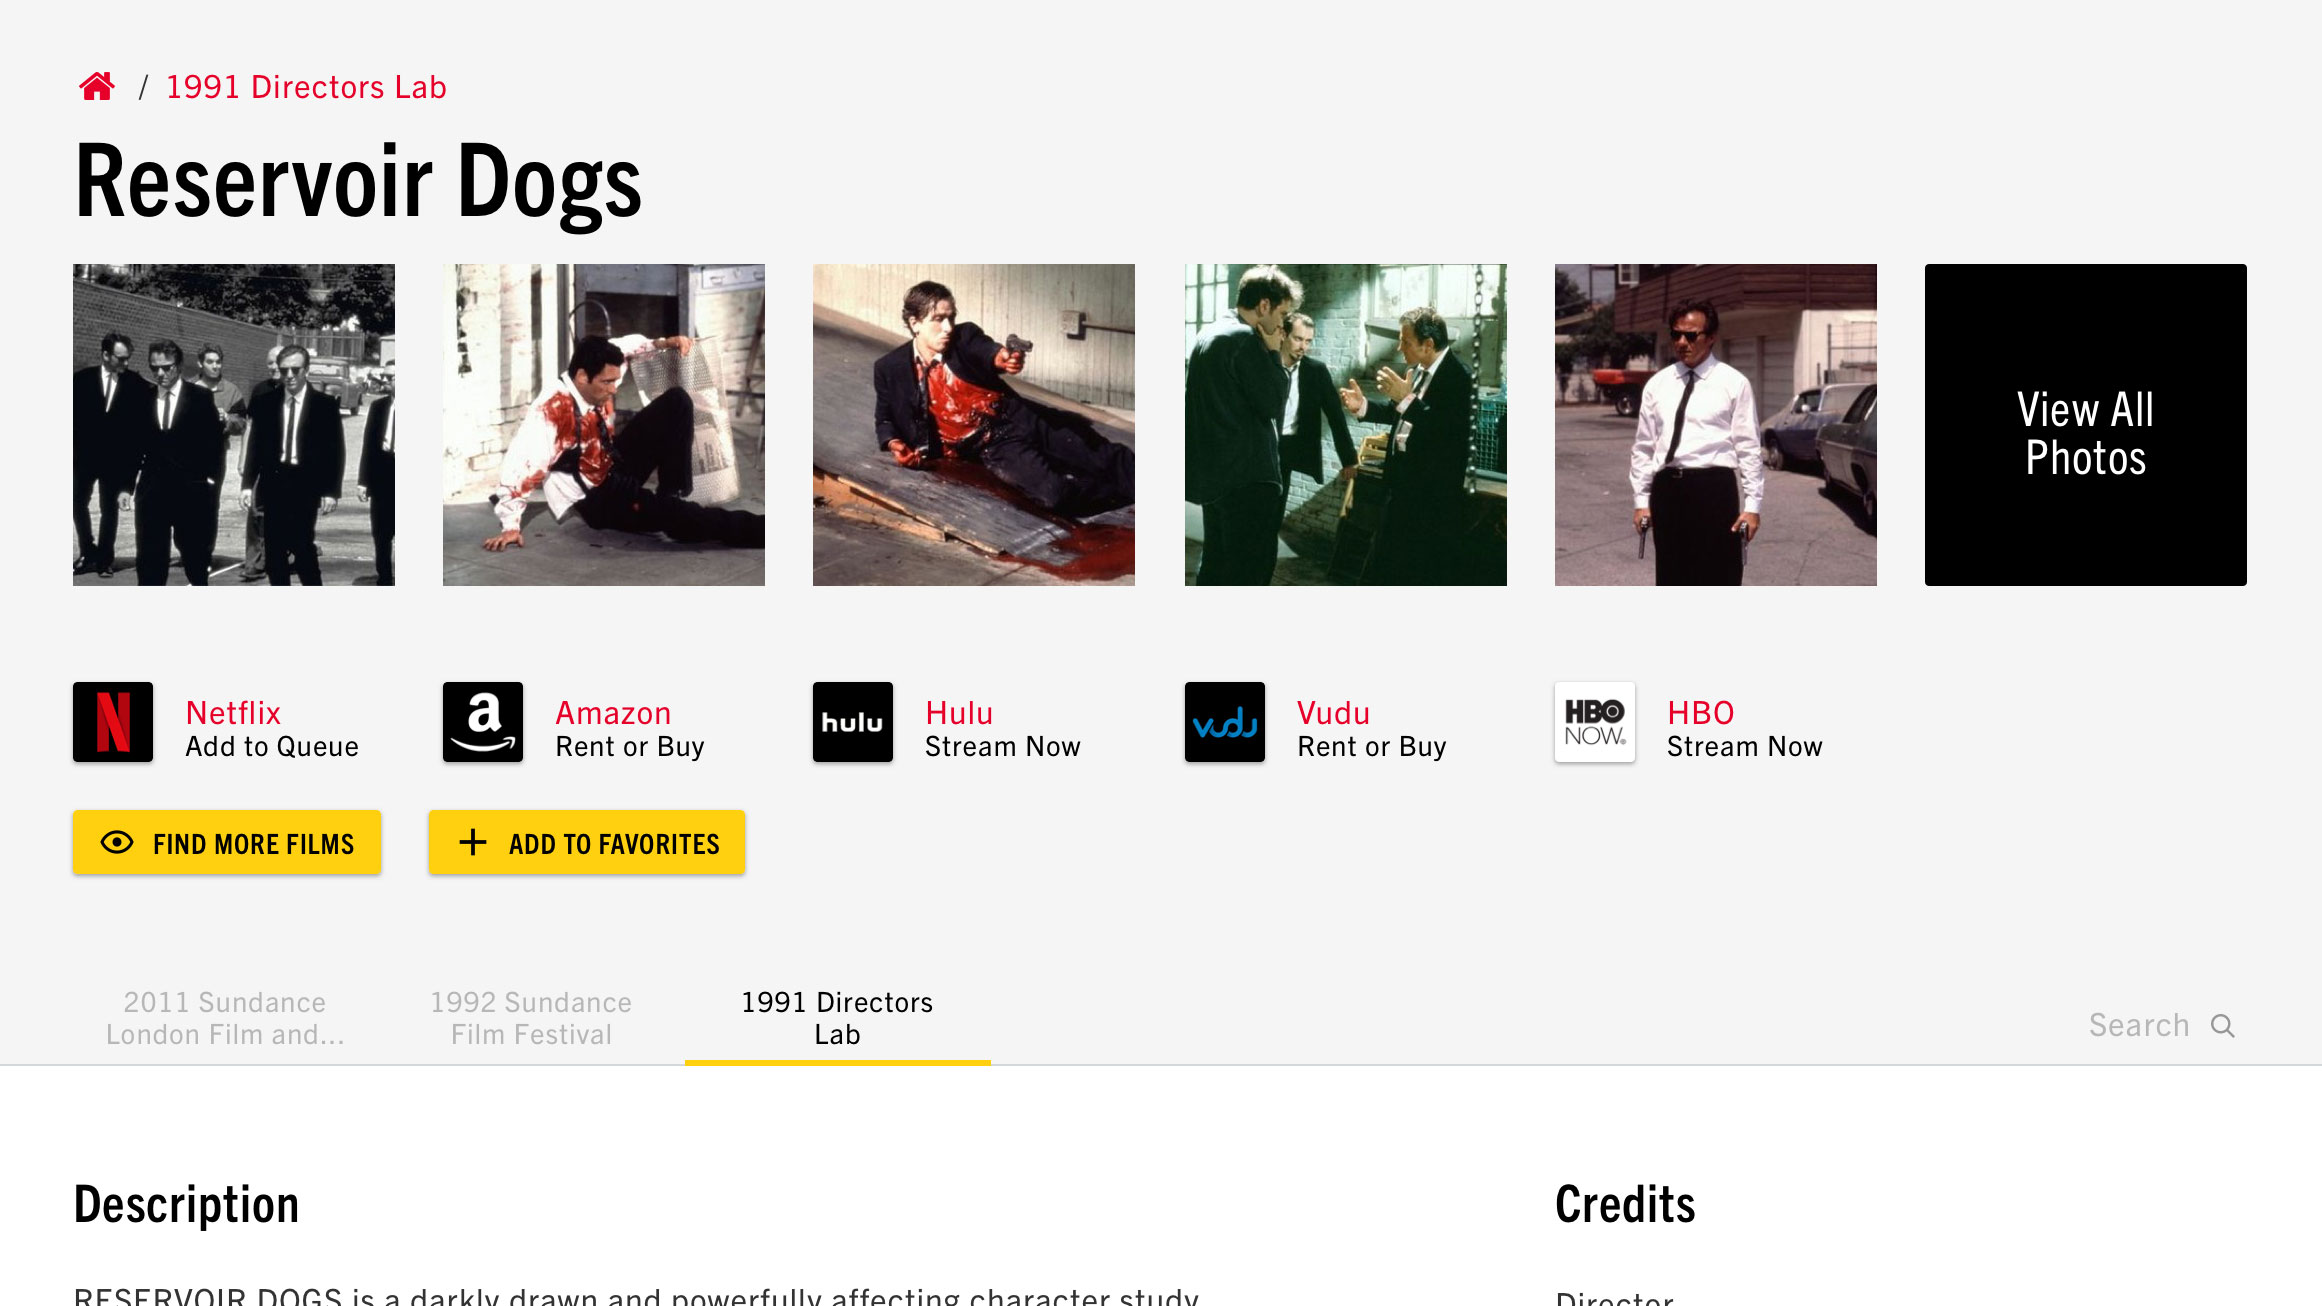 / 1991 Directors Lab
Reservoir Dogs
View All
Photos
N
Netflix
Add to Queue
a
Amazon
Rent or Buy
hulu
Hulu
Stream Now
vudu
Vudu
Rent or Buy
HBO
NOW.
HBO
Stream Now
FIND MORE FILMS
ADD TO FAVORITES
2011 Sundance
London Film and...
1992 Sundance
Film Festival
1991 Directors
Lab
Search
Description
Credits
RESERVOIR DOGS is a darkly drawn and powerfully affecting character study
Director